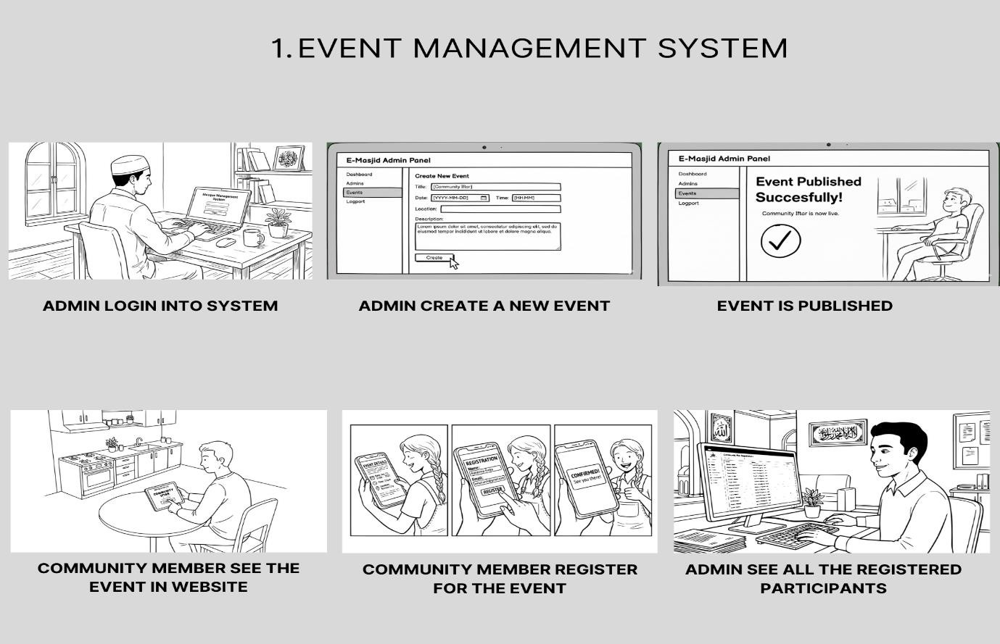 1. EVENT MANAGEMENT SYSTEM
Mosque Management
System
ADMIN LOGIN INTO SYSTEM
E-Masjid Admin Panel
Dashboard
Admins
Events
Logport
Create New Event
Title: [Community Iftar]
Date: [YYYY-MM-DD] Time: [HH:MM]
Location:
Description:
Lorem ipsum dolor sit amet, consectetur adipiscing elit, sed do
eiusmod tempor incididunt ut labore et dolore magna aliqua.
Create
ADMIN CREATE A NEW EVENT
E-Masjid Admin Panel
Dashboard
Admins
Events
Logport
Event Published
Succesfully!
Community Iftar is now live.
EVENT IS PUBLISHED
COMMUNITY
IFTAR
COMMUNITY MEMBER SEE THE
EVENT IN WEBSITE
EVENT DETAILS
REGISTRATION
Name:
Email:
REGISTER
CONFIRMED!
See you there!
COMMUNITY MEMBER REGISTER
FOR THE EVENT
الله
ADMIN SEE ALL THE REGISTERED
PARTICIPANTS